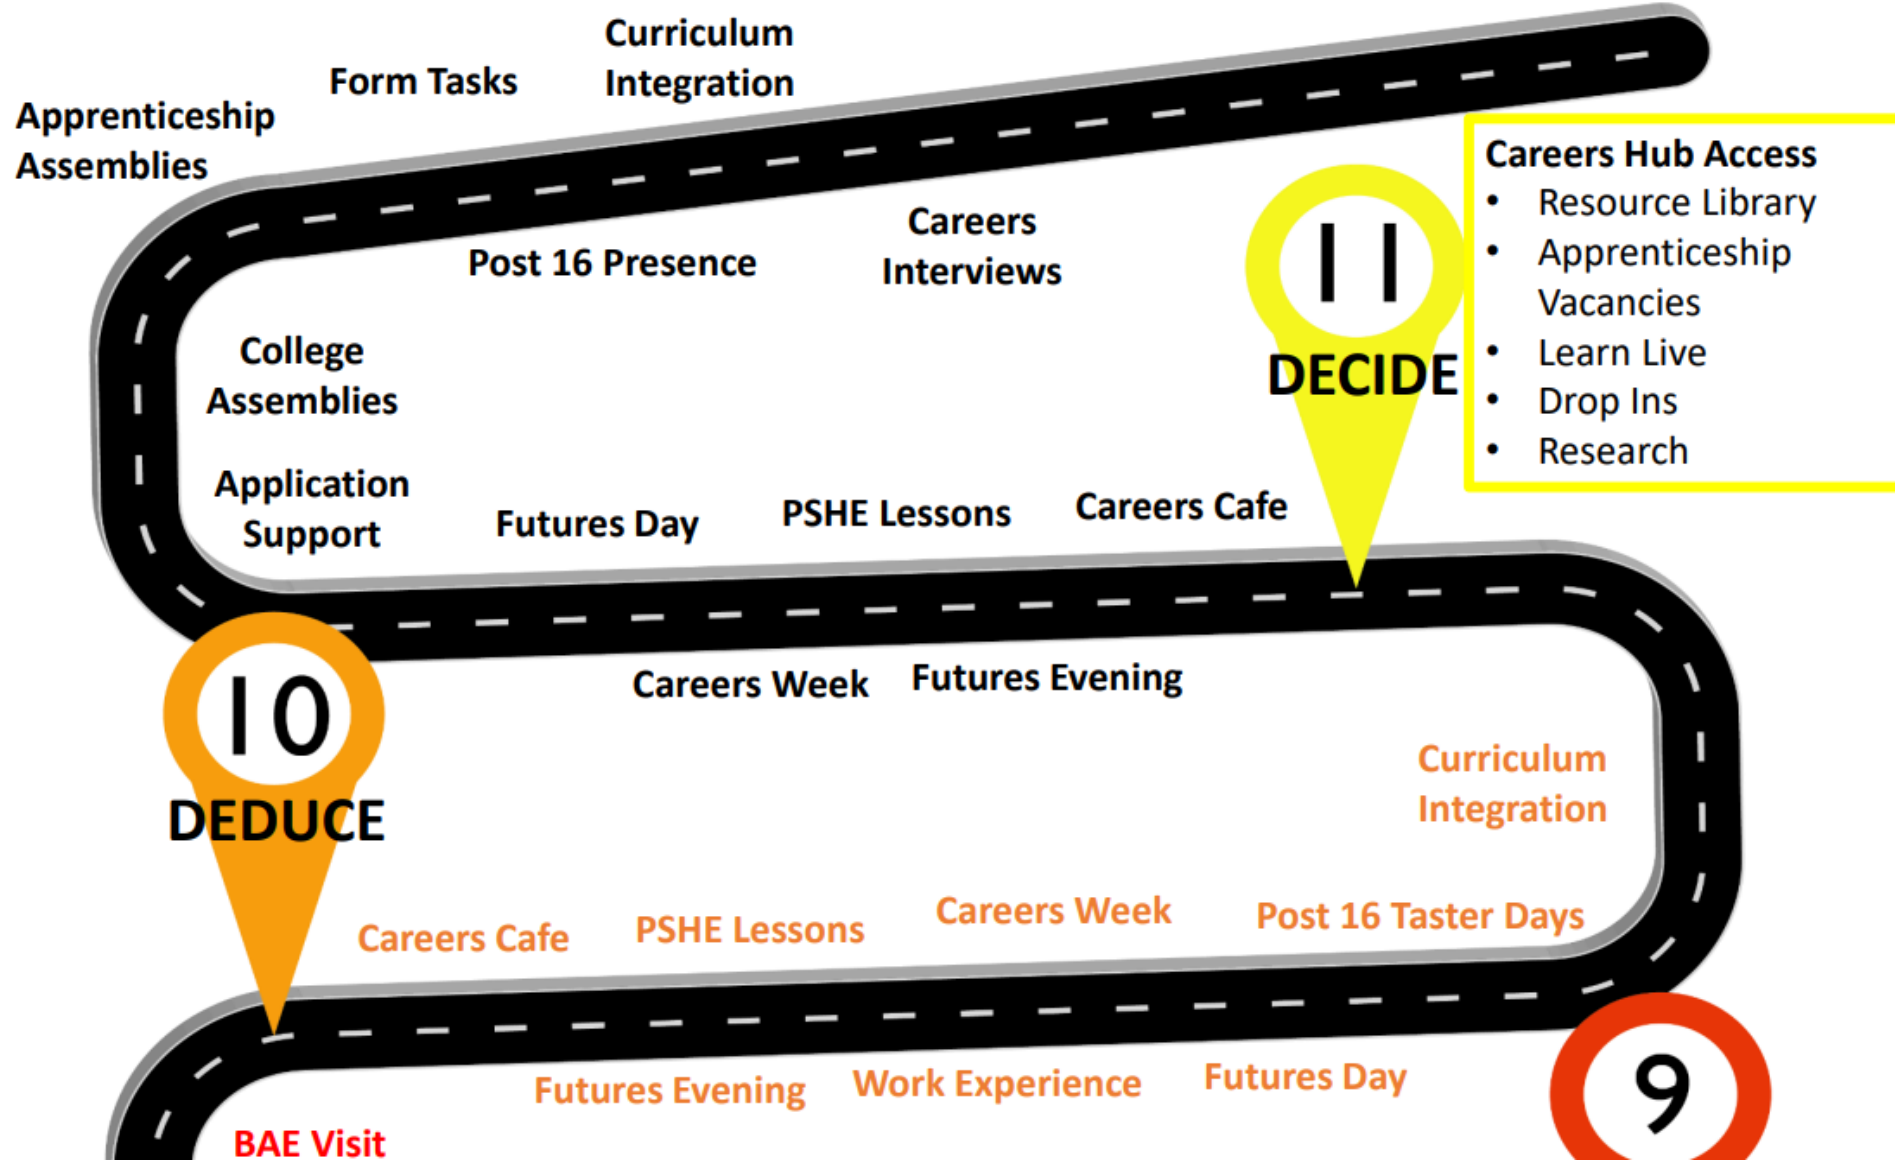 Curriculum
Integration
Form Tasks
Apprenticeship
Assemblies
Careers Hub Access
• Resource Library
• Apprenticeship
Vacancies
• Learn Live
• Drop Ins
• Research
11
DECIDE
Careers
Interviews
Post 16 Presence
College
Assemblies
Application
Support
Futures Day
PSHE Lessons
Careers Cafe
Careers Week
Futures Evening
10
DEDUCE
Curriculum
Integration
Careers Cafe
PSHE Lessons
Careers Week
Post 16 Taster Days
Futures Evening
Work Experience
Futures Day
9
BAE Visit